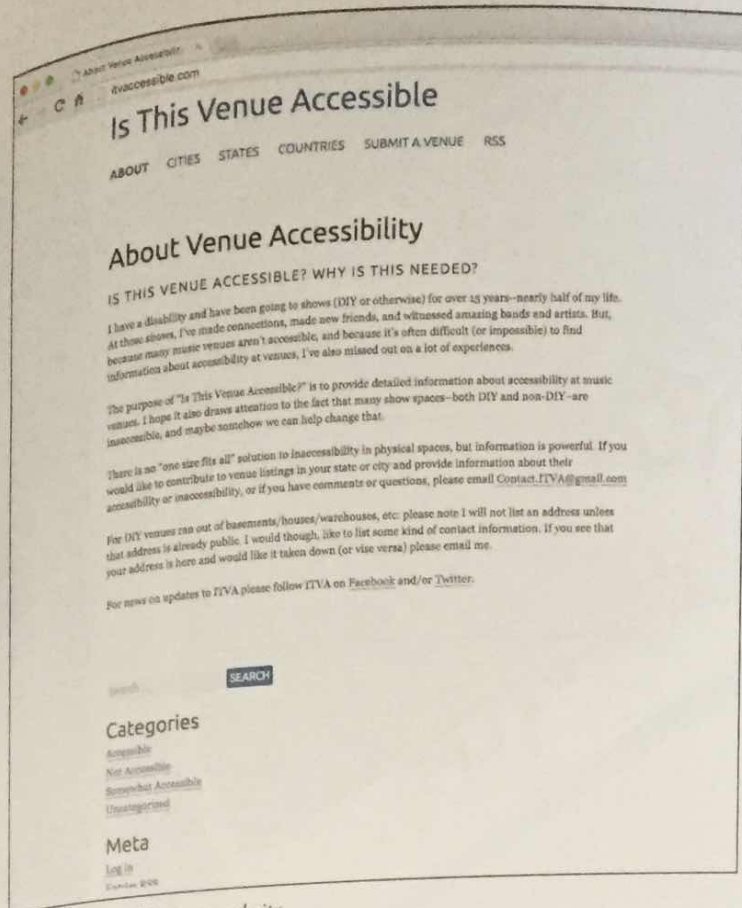 About Venue Accessibility
itvaccessible.com
Is This Venue Accessible
ABOUT CITIES STATES COUNTRIES SUBMIT A VENUE RSS
About Venue Accessibility
IS THIS VENUE ACCESSIBLE? WHY IS THIS NEEDED?
I have a disability and have been going to shows (DIY or otherwise) for over 15 years--nearly half of my life.
At those shows, I've made connections, made new friends, and witnessed amazing bands and artists. But,
because many music venues aren't accessible, and because it's often difficult (or impossible) to find
information about accessibility at venues, I've also missed out on a lot of experiences.
The purpose of "Is This Venue Accessible?" is to provide detailed information about accessibility at music
venues. I hope it also draws attention to the fact that many show spaces--both DIY and non-DIY--are
inaccessible, and maybe somehow we can help change that.
There is no "one size fits all" solution to inaccessibility in physical spaces, but information is powerful. If you
would like to contribute to venue listings in your state or city and provide information about their
accessibility or inaccessibility, or if you have comments or questions, please email Contact.ITVA@gmail.com
For DIY venues ran out of basements/houses/warehouses, etc: please note I will not list an address unless
that address is already public. I would though, like to list some kind of contact information. If you see that
your address is here and would like it taken down (or vise versa) please email me.
For news on updates to ITVA please follow ITVA on Facebook and/or Twitter.
Search
SEARCH
Categories
Accessible
Not Accessible
Somewhat Accessible
Uncategorized
Meta
Log in
RSS